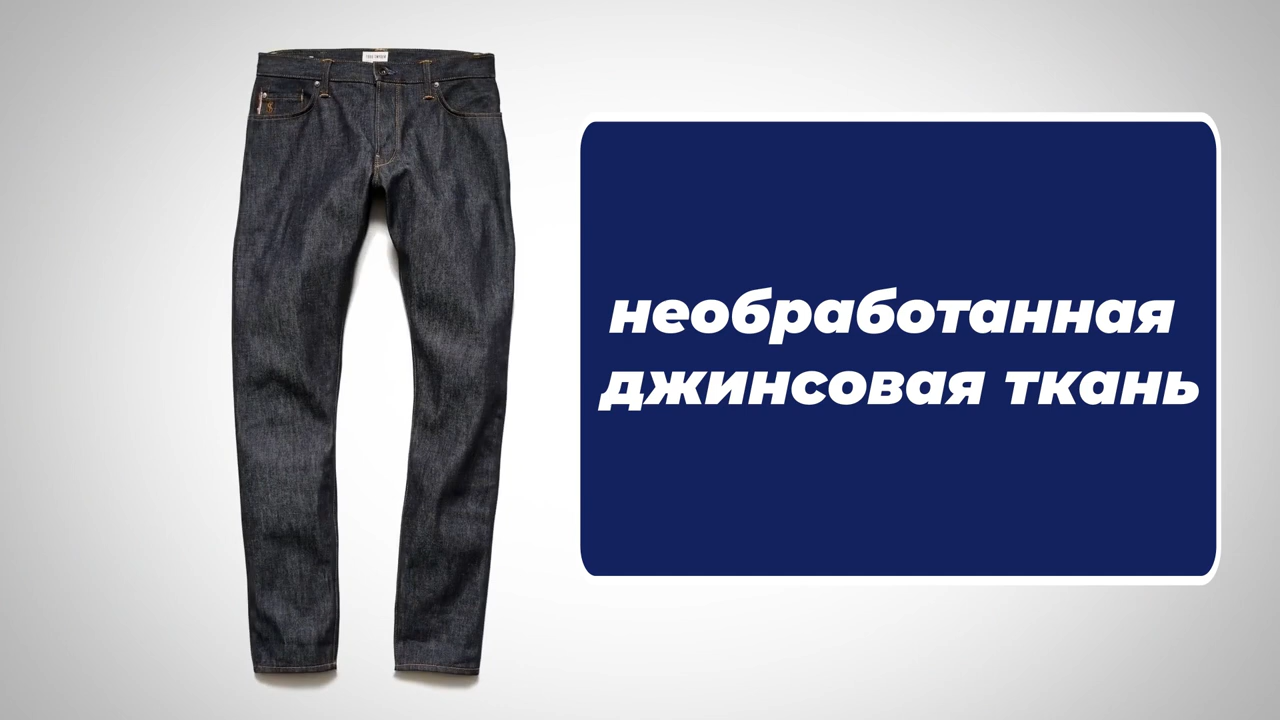 необработанная
джинсовая ткань